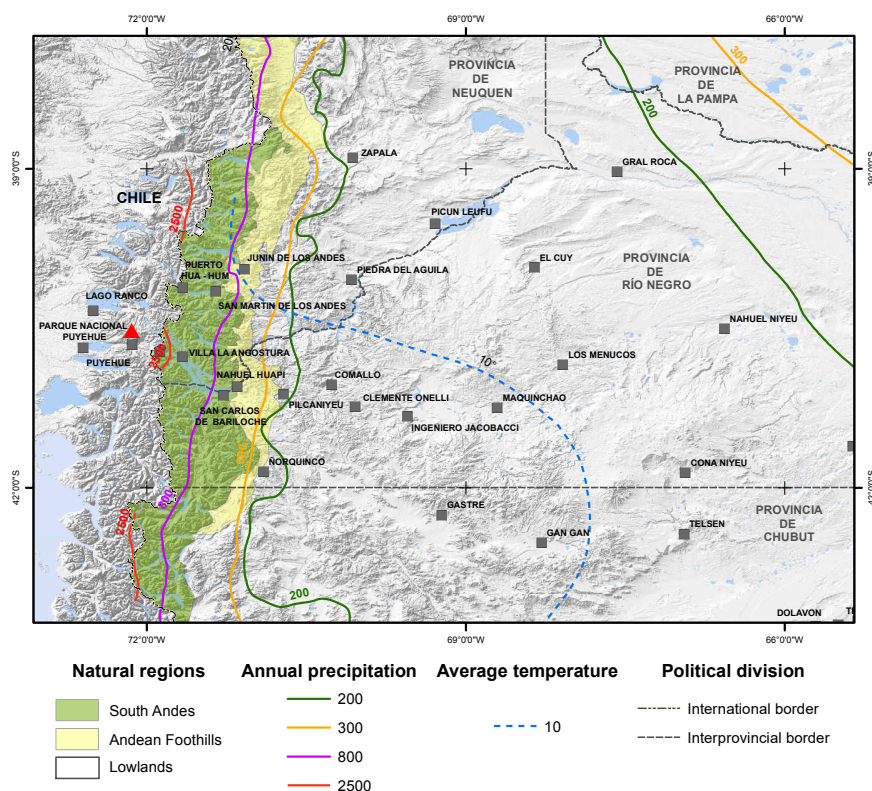 72°0'0"W
69°0'0"W
66°0'0"W
20
300
PROVINCIA
DE
NEUQUEN
PROVINCIA
DE
LA PAMPA
200
ZAPALA
GRAL ROCA
39°0'0"S
CHILE
2500
PICUN LEUFU
PUERTO
HUA - HUM
JUNIN DE LOS ANDES
EL CUY
PROVINCIA
DE
RÍO NEGRO
PIEDRA DEL AGUILA
LAGO RANCO
SAN MARTIN DE LOS ANDES
NAHUEL NIYEU
PARQUE NACIONAL
PUYEHUE
PUYEHUE
2500
VILLA LA ANGOSTURA
10°
LOS MENUCOS
NAHUEL HUAPI
COMALLO
PILCANIYEU
CLEMENTE ONELLI
MAQUINCHAO
SAN CARLOS
DE BARILOCHE
INGENIERO JACOBACCI
ÑORQUINCO
CONA NIYEU
42°0'0"S
800
2500
GASTRE
GAN GAN
TELSEN
PROVINCIA
DE
CHUBUT
200
DOLAVON
72°0'0"W
69°0'0"W
66°0'0"W
Natural regions
South Andes
Andean Foothills
Lowlands
Annual precipitation
200
300
800
2500
Average temperature
10
Political division
International border
Interprovincial border